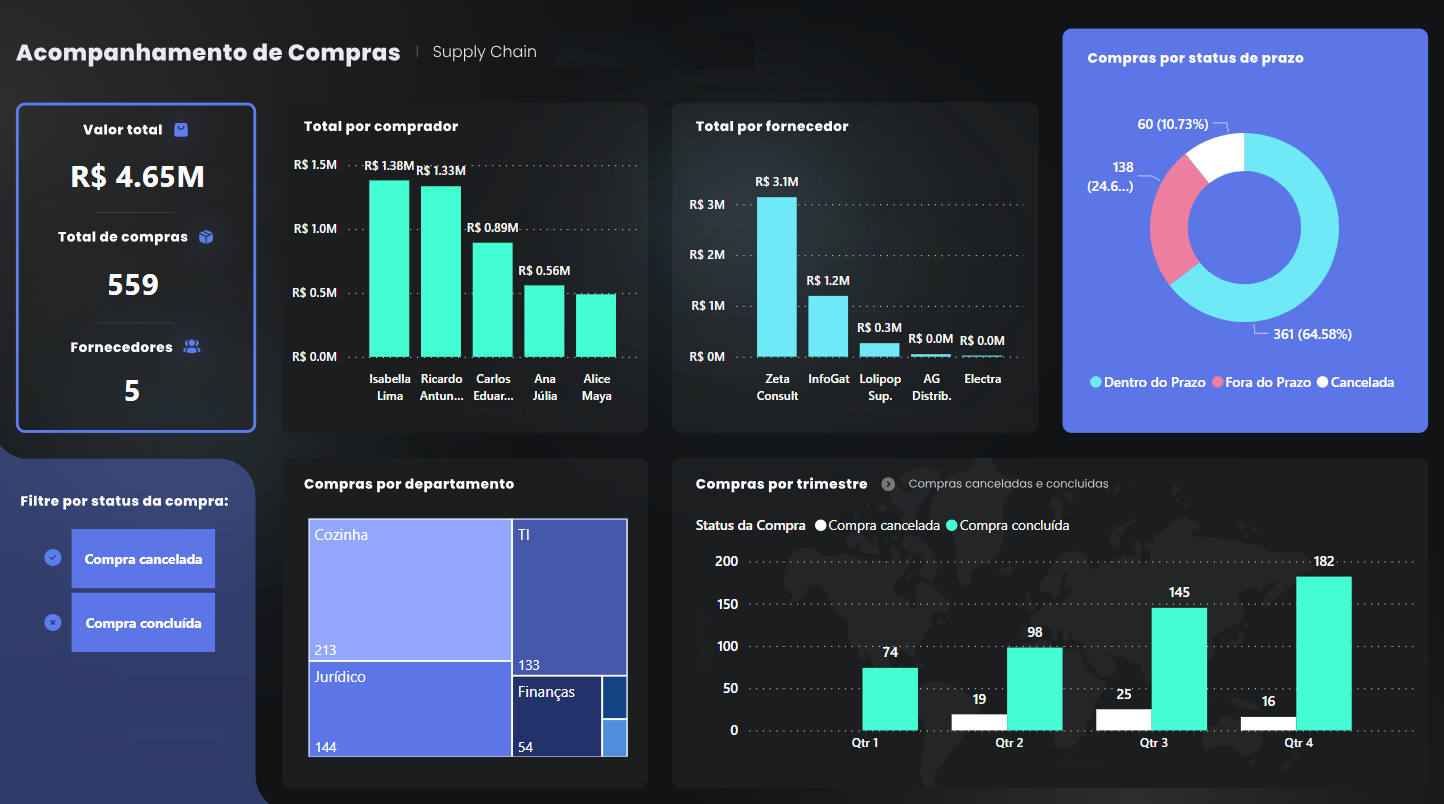 Acompanhamento de Compras | Supply Chain
Valor total
R$ 4.65M
Total de compras
559
Fornecedores
5
Total por comprador
R$ 1.5M
R$ 1.0M
R$ 0.5M
R$ 0.0M
R$ 1.38M
R$ 1.33M
R$ 0.89M
R$ 0.56M
Isabella
Lima
Ricardo
Antun...
Carlos
Eduar...
Ana
Júlia
Alice
Maya
Total por fornecedor
R$ 3M
R$ 2M
R$ 1M
R$ 0M
R$ 3.1M
R$ 1.2M
R$ 0.3M
R$ 0.0M
R$ 0.0M
Zeta
Consult
InfoGat
Lolipop
Sup.
AG
Distrib.
Electra
Compras por status de prazo
60 (10.73%)
138
(24.6...)
361 (64.58%)
Dentro do Prazo Fora do Prazo Cancelada
Filtre por status da compra:
Compra cancelada
Compra concluída
Compras por departamento
Cozinha
213
TI
133
Jurídico
144
Finanças
54
Compras por trimestre Compras canceladas e concluídas
Status da Compra Compra cancelada Compra concluída
200
150
100
50
0
74
19
98
25
145
16
182
Qtr 1
Qtr 2
Qtr 3
Qtr 4
Quarter